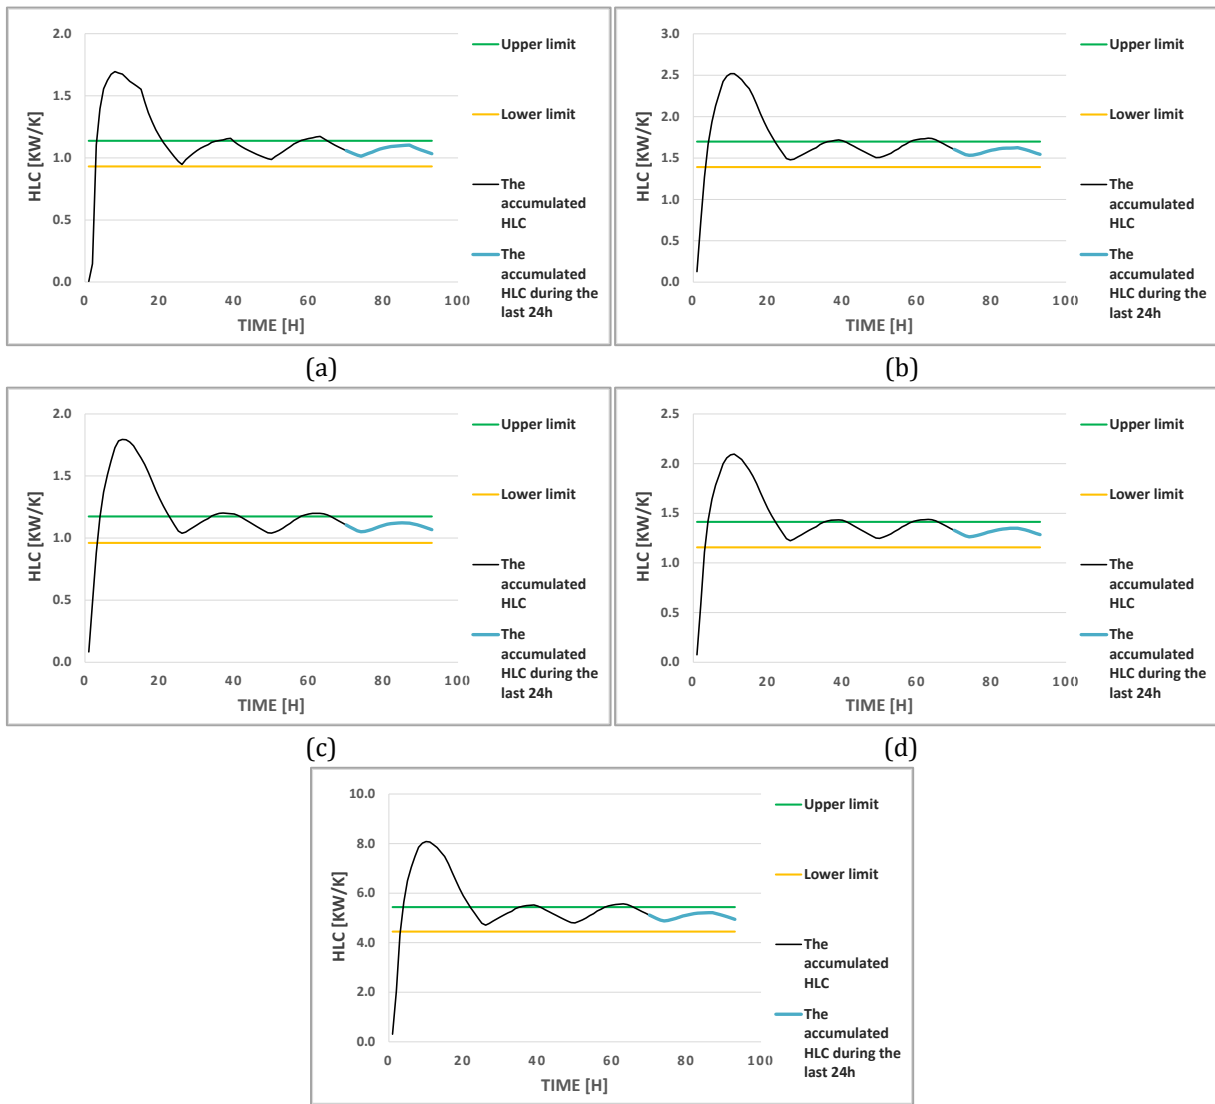 2.0
1.5
1.0
0.5
0.0
0
20
40
60
80
100
HLC [KW/K]
TIME [H]
Upper limit
Lower limit
The
accumulated
HLC
The
accumulated
HLC during the
last 24h
(a)
3.0
2.5
2.0
1.5
1.0
0.5
0.0
0
20
40
60
80
100
HLC [KW/K]
TIME [H]
Upper limit
Lower limit
The
accumulated
HLC
The
accumulated
HLC during the
last 24h
(b)
2.0
1.5
1.0
0.5
0.0
0
20
40
60
80
100
HLC [KW/K]
TIME [H]
Upper limit
Lower limit
The
accumulated
HLC
The
accumulated
HLC during the
last 24h
(c)
2.5
2.0
1.5
1.0
0.5
0.0
0
20
40
60
80
100
HLC [KW/K]
TIME [H]
Upper limit
Lower limit
The
accumulated
HLC
The
accumulated
HLC during the
last 24h
(d)
10.0
8.0
6.0
4.0
2.0
0.0
0
20
40
60
80
100
HLC [KW/K]
TIME [H]
Upper limit
Lower limit
The
accumulated
HLC
The
accumulated
HLC during the
last 24h